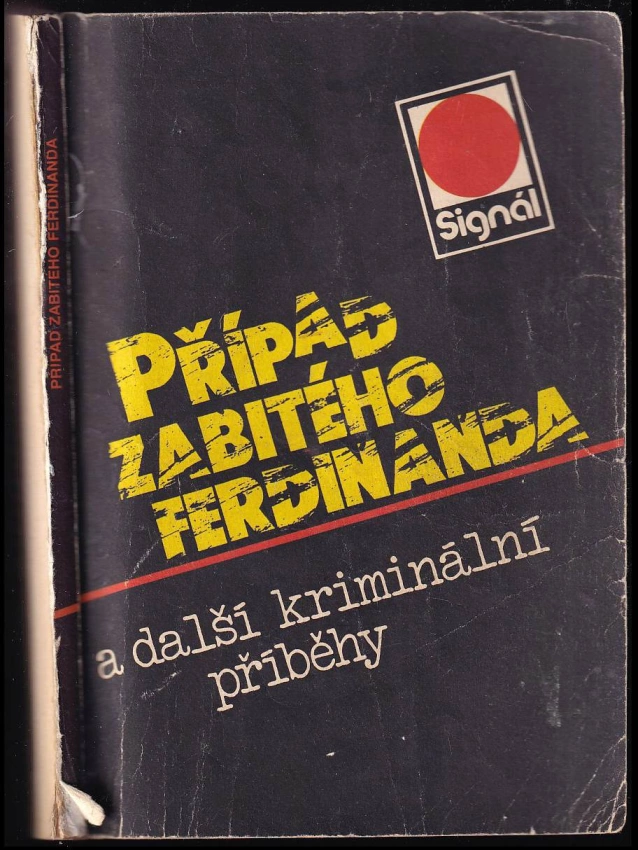 PŘÍPAD ZABITÉHO FERDINANDA
Signál
PŘÍPAD
ZABITÉHO
FERDINANDA
a další kriminální
příběhy